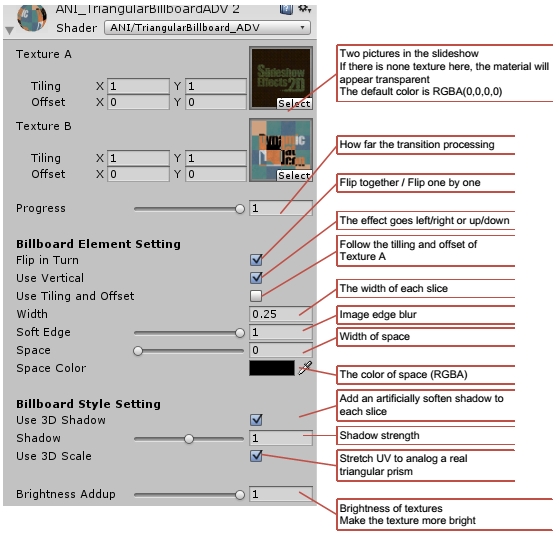 ANI_TriangularBillboardADV 2
Shader ANI/TriangularBillboard_ADV
Texture A
Tiling X 1 Y 1
Offset X 0 Y 0
Slideshow
Effects 2D
Select
Two pictures in the slideshow
If there is none texture here, the material will
appear transparent
The default color is RGBA(0,0,0,0)
Texture B
Tiling X 1 Y 1
Offset X 0 Y 0
Select
How far the transition processing
Flip together / Flip one by one
Progress 1
The effect goes left/right or up/down
Billboard Element Setting
Flip in Turn
Follow the tilling and offset of
Texture A
Use Vertical
Use Tiling and Offset
The width of each slice
Width 0.25
Image edge blur
Soft Edge 1
Width of space
Space 0
Space Color
The color of space (RGBA)
Billboard Style Setting
Add an artificially soften shadow to
each slice
Use 3D Shadow
Shadow 1
Shadow strength
Use 3D Scale
Stretch UV to analog a real
triangular prism
Brightness Addup 1
Brightness of textures
Make the texture more bright